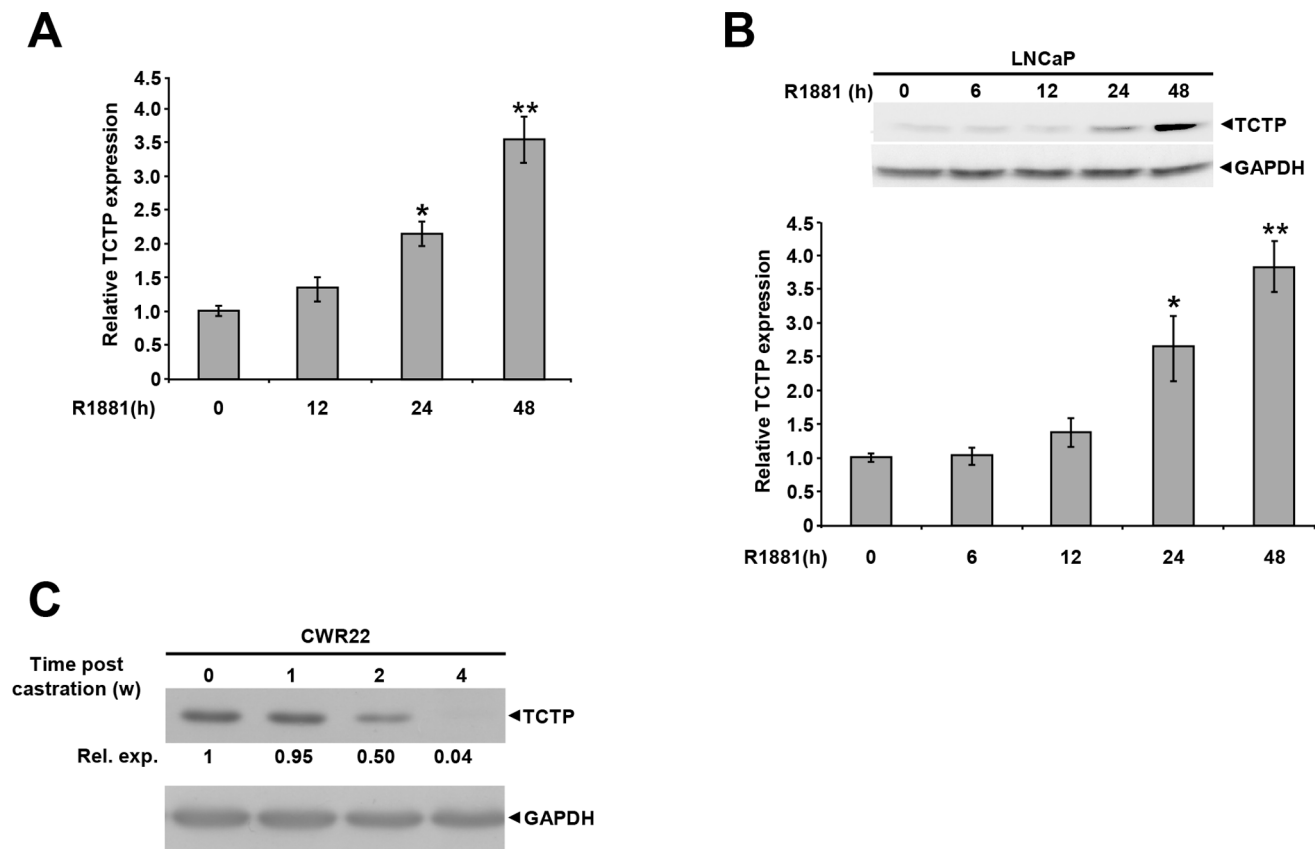 A
Relative TCTP expression
4.5
4.0
3.5
3.0
2.5
2.0
1.5
1.0
0.5
0
*
**
R1881(h) 0 12 24 48
B
LNCaP
R1881 (h) 0 6 12 24 48
◄TCTP
◄GAPDH
Relative TCTP expression
4.5
4.0
3.5
3.0
2.5
2.0
1.5
1.0
0.5
0
*
**
R1881(h) 0 6 12 24 48
C
CWR22
Time post
castration (w) 0 1 2 4
◄TCTP
Rel. exp. 1 0.95 0.50 0.04
◄GAPDH